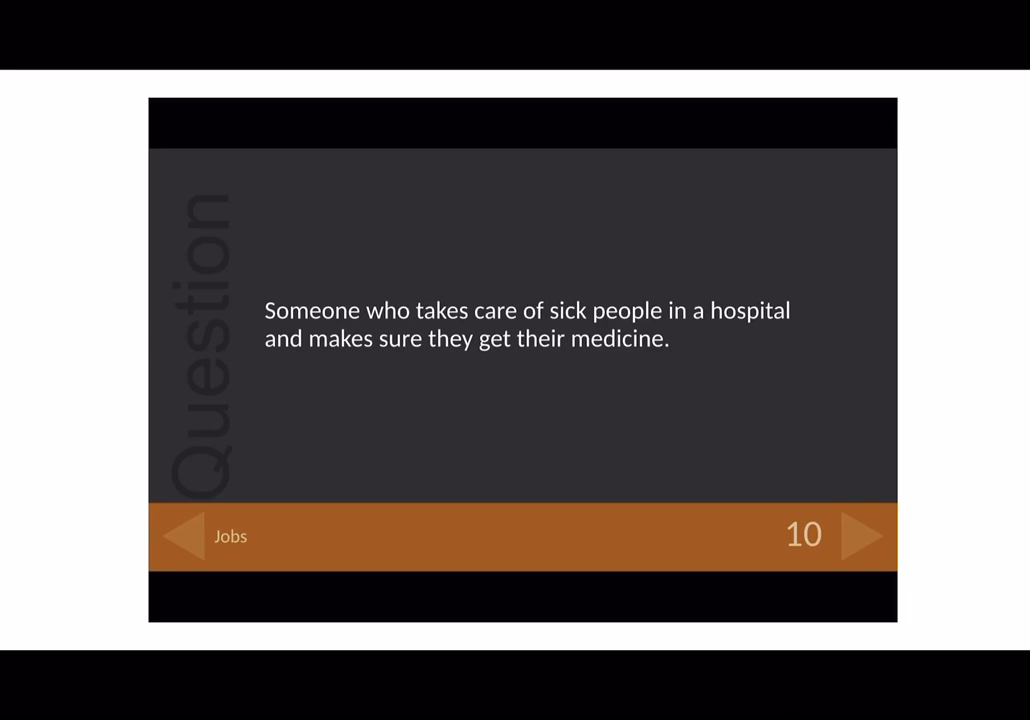 Question
Someone who takes care of sick people in a hospital
and makes sure they get their medicine.
Jobs
10